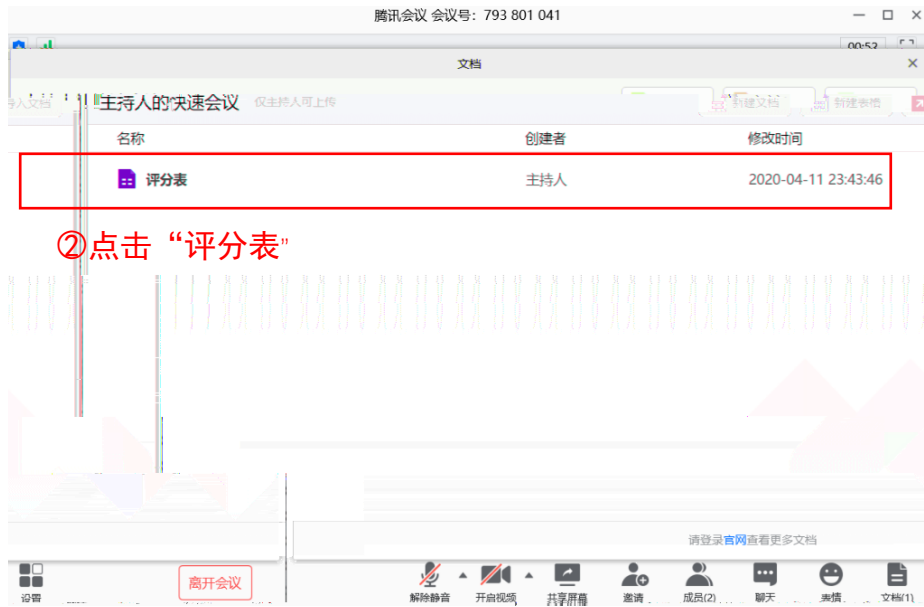 腾讯会议 会议号：793 801 041
00:52
文档
导入文档 主持人的快速会议 仅主持人可上传 新建文档 新建表格
名称 创建者 修改时间
评分表 主持人 2020-04-11 23:43:46
②点击“评分表”
请登录官网查看更多文档
设置 离开会议 解除静音 开启视频 共享屏幕 邀请 成员(2) 聊天 表情 文档(1)